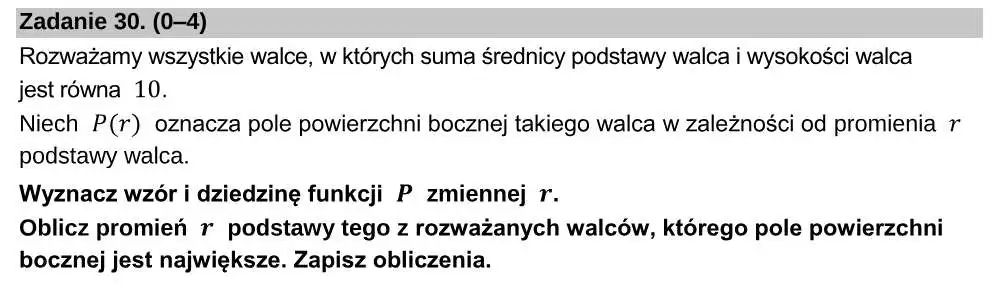 Zadanie 30. (0–4)
Rozważamy wszystkie walce, w których suma średnicy podstawy walca i wysokości walca
jest równa 10.
Niech P(r) oznacza pole powierzchni bocznej takiego walca w zależności od promienia r
podstawy walca.
Wyznacz wzór i dziedzinę funkcji P zmiennej r.
Oblicz promień r podstawy tego z rozważanych walców, którego pole powierzchni
bocznej jest największe. Zapisz obliczenia.